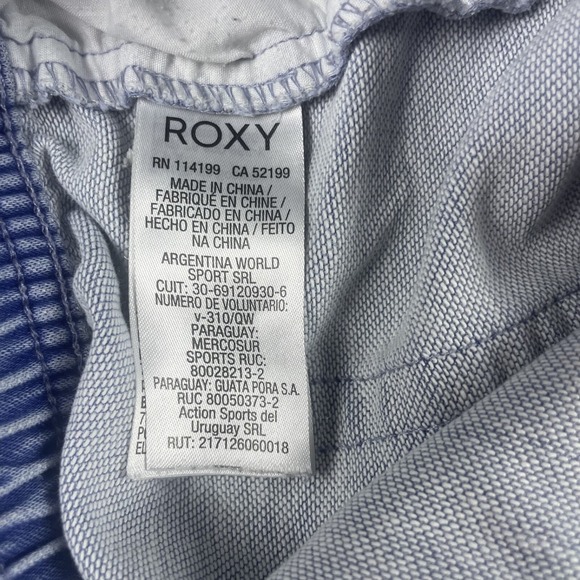 ROXY
RN 114199 CA 52199
MADE IN CHINA /
FABRIQUÉ EN CHINE /
FABRICADO EN CHINA /
HECHO EN CHINA / FEITO
NA CHINA
ARGENTINA WORLD
SPORT SRL
CUIT: 30-69120930-6
NUMERO DE VOLUNTARIO:
v-310/QW
PARAGUAY:
MERCOSUR
SPORTS RUC:
80028213-2
PARAGUAY: GUATA PORA S.A.
RUC 80050373-2
Action Sports del
Uruguay SRL
RUT: 217126060018